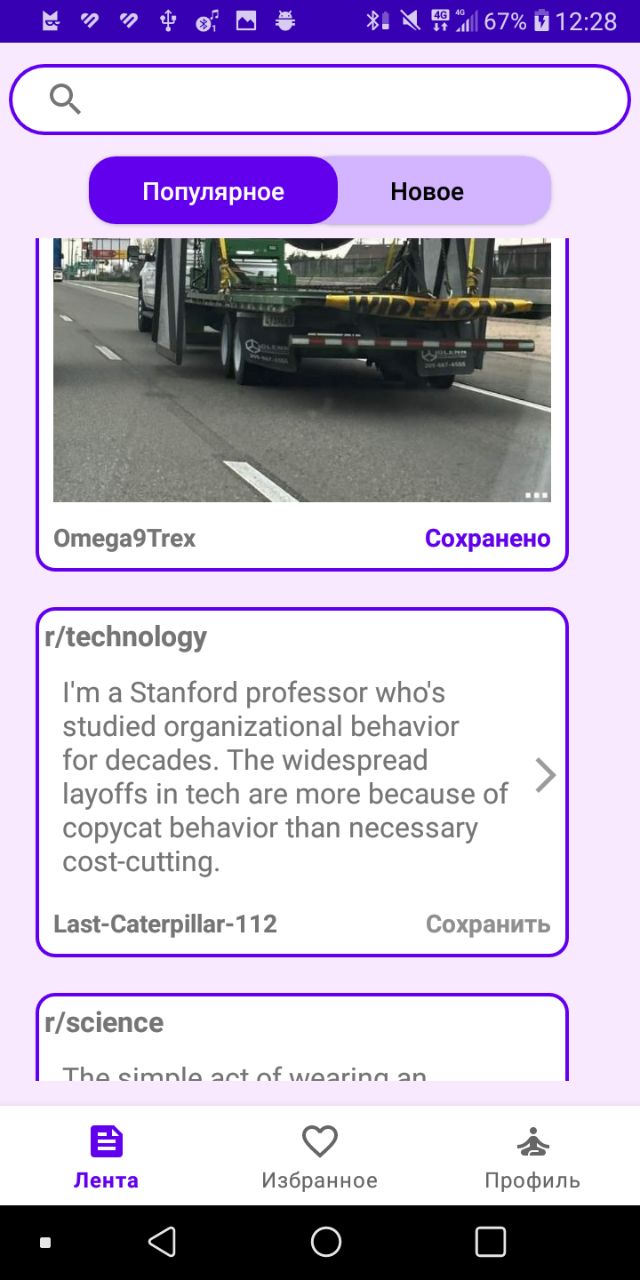 67% 12:28
Популярное Новое
WIDE LOAD
Omega9Trex Сохранено
r/technology
I'm a Stanford professor who's
studied organizational behavior
for decades. The widespread
layoffs in tech are more because of
copycat behavior than necessary
cost-cutting.
Last-Caterpillar-112 Сохранить
r/science
The simple act of wearing an
Лента Избранное Профиль